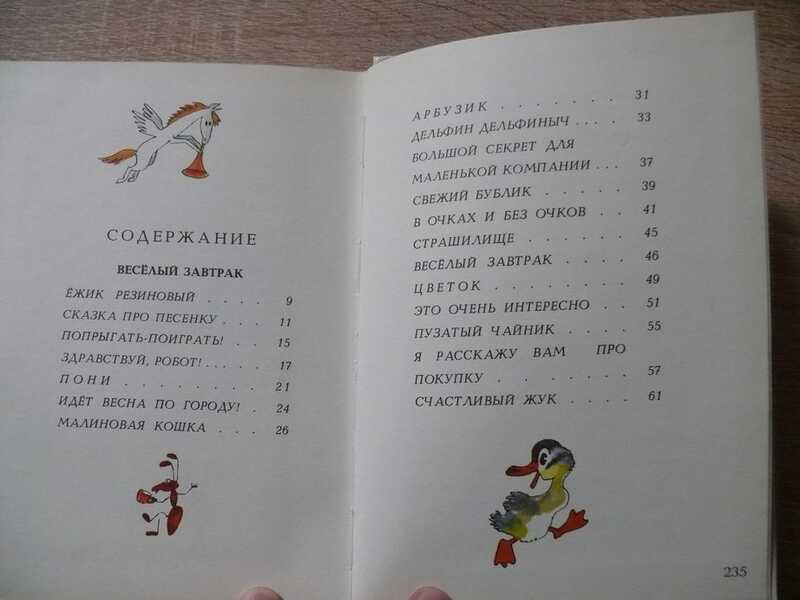 СОДЕРЖАНИЕ
ВЕСЁЛЫЙ ЗАВТРАК
ЁЖИК РЕЗИНОВЫЙ . . . . 9
СКАЗКА ПРО ПЕСЕНКУ . . . 11
ПОПРЫГАТЬ-ПОИГРАТЬ! . . 15
ЗДРАВСТВУЙ, РОБОТ! . . . . 17
ПОНИ . . . . . . . 21
ИДЁТ ВЕСНА ПО ГОРОДУ! . 24
МАЛИНОВАЯ КОШКА . . . 26
АРБУЗИК . . . . . . . 31
ДЕЛЬФИН ДЕЛЬФИНЫЧ . . . . 33
БОЛЬШОЙ СЕКРЕТ ДЛЯ
МАЛЕНЬКОЙ КОМПАНИИ . . . 37
СВЕЖИЙ БУБЛИК . . . . . 39
В ОЧКАХ И БЕЗ ОЧКОВ . . 41
СТРАШИЛИЩЕ . . . . . 45
ВЕСЁЛЫЙ ЗАВТРАК . . . . 46
ЦВЕТОК . . . . . . . 49
ЭТО ОЧЕНЬ ИНТЕРЕСНО . . 51
ПУЗАТЫЙ ЧАЙНИК . . . . 55
Я РАССКАЖУ ВАМ ПРО
ПОКУПКУ . . . . . . . 57
СЧАСТЛИВЫЙ ЖУК . . . . 61
235